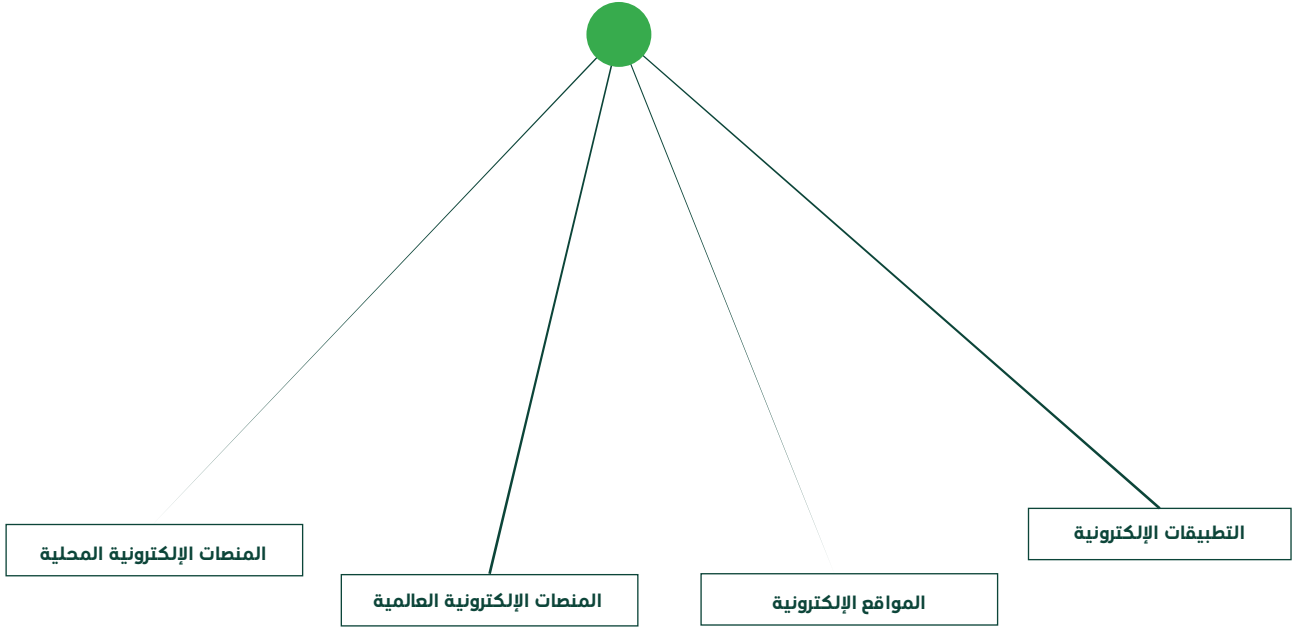 التطبيقات الإلكترونية
المواقع الإلكترونية
المنصات الإلكترونية العالمية
المنصات الإلكترونية المحلية